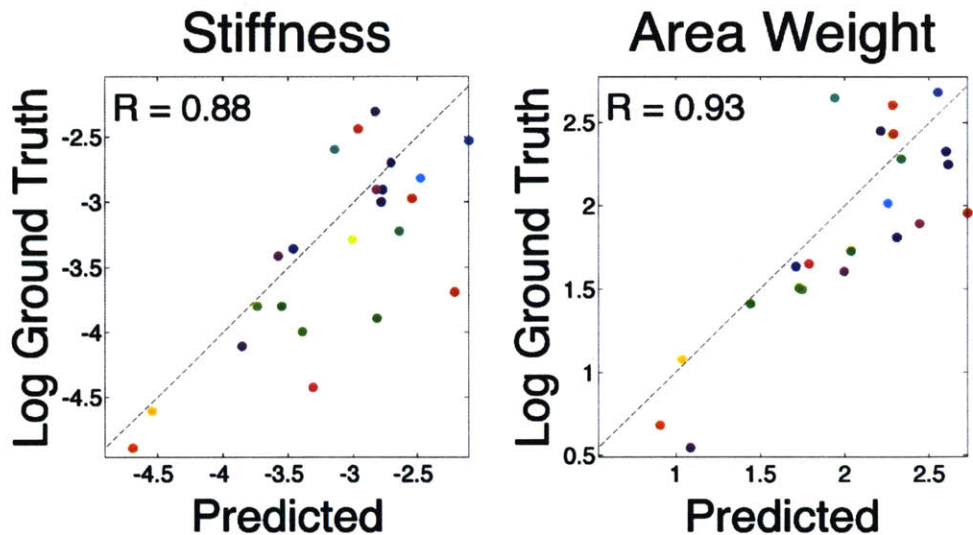 Stiffness
R = 0.88
Log Ground Truth
-2.5
-3
-3.5
-4
-4.5
-4.5
-4
-3.5
-3
-2.5
Predicted
Area Weight
R = 0.93
Log Ground Truth
2.5
2
1.5
1
0.5
1
1.5
2
2.5
Predicted